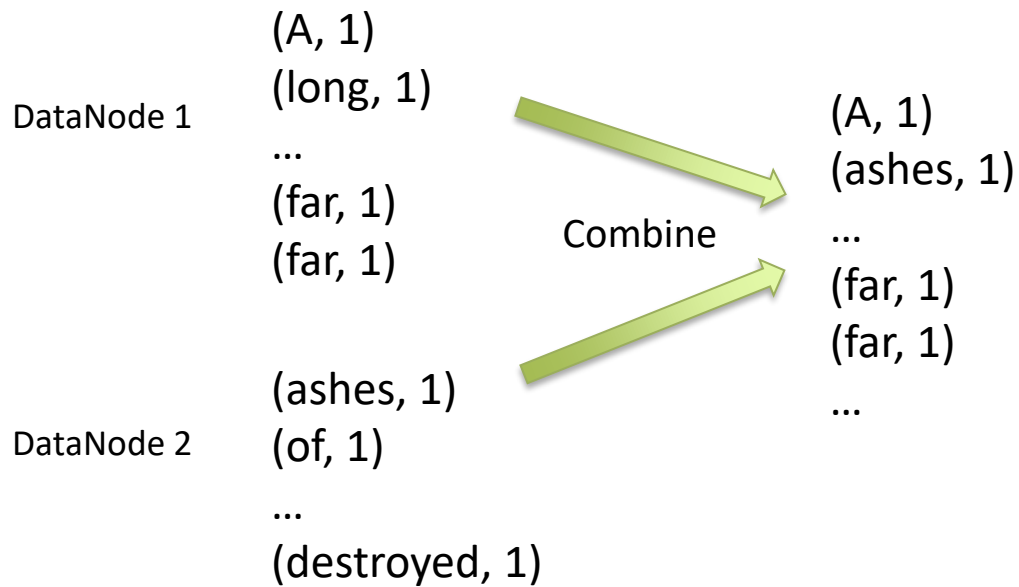 DataNode 1
(A, 1)
(long, 1)
…
(far, 1)
(far, 1)
DataNode 2
(ashes, 1)
(of, 1)
…
(destroyed, 1)
Combine
(A, 1)
(ashes, 1)
…
(far, 1)
(far, 1)
…